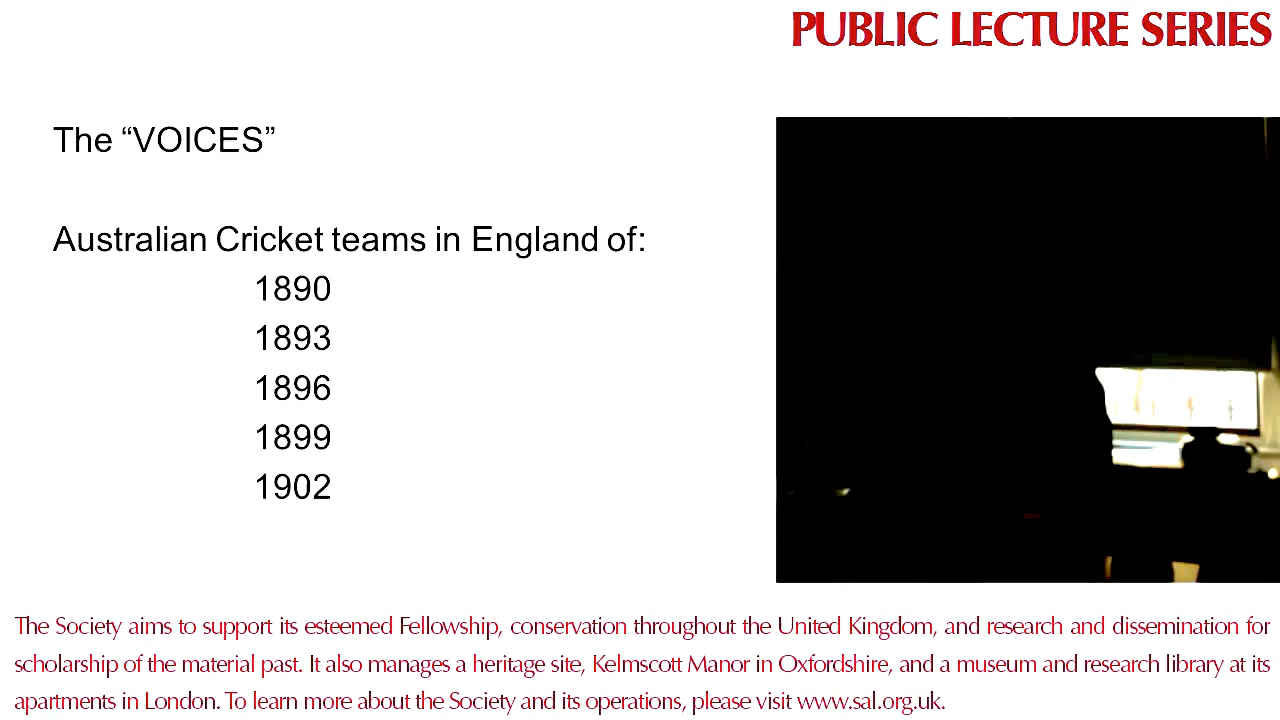 PUBLIC LECTURE SERIES
The “VOICES”
Australian Cricket teams in England of:
1890
1893
1896
1899
1902
The Society aims to support its esteemed Fellowship, conservation throughout the United Kingdom, and research and dissemination for
scholarship of the material past. It also manages a heritage site, Kelmscott Manor in Oxfordshire, and a museum and research library at its
apartments in London. To learn more about the Society and its operations, please visit www.sal.org.uk.